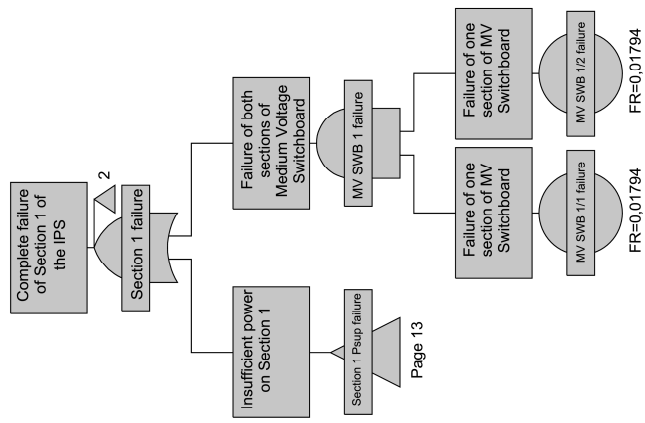 Complete failure
of Section 1 of
the IPS
2
Section 1 failure
Insufficient power
on Section 1
Section 1 Psup failure
Page 13
Failure of both
sections of
Medium Voltage
Switchboard
MV SWB 1 failure
Failure of one
section of MV
Switchboard
MV SWB 1/1 failure
FR=0,01794
Failure of one
section of MV
Switchboard
MV SWB 1/2 failure
FR=0,01794